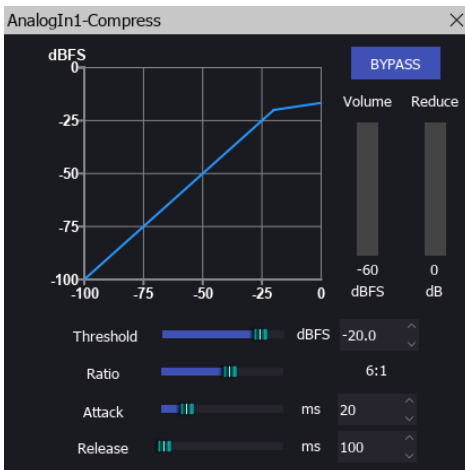 AnalogIn1-Compress
dBFS
BYPASS
0
Volume Reduce
-25
-50
-75
-100
-100 -75 -50 -25 0
-60 0
dBFS dB
Threshold dBFS -20.0
Ratio 6:1
Attack ms 20
Release ms 100